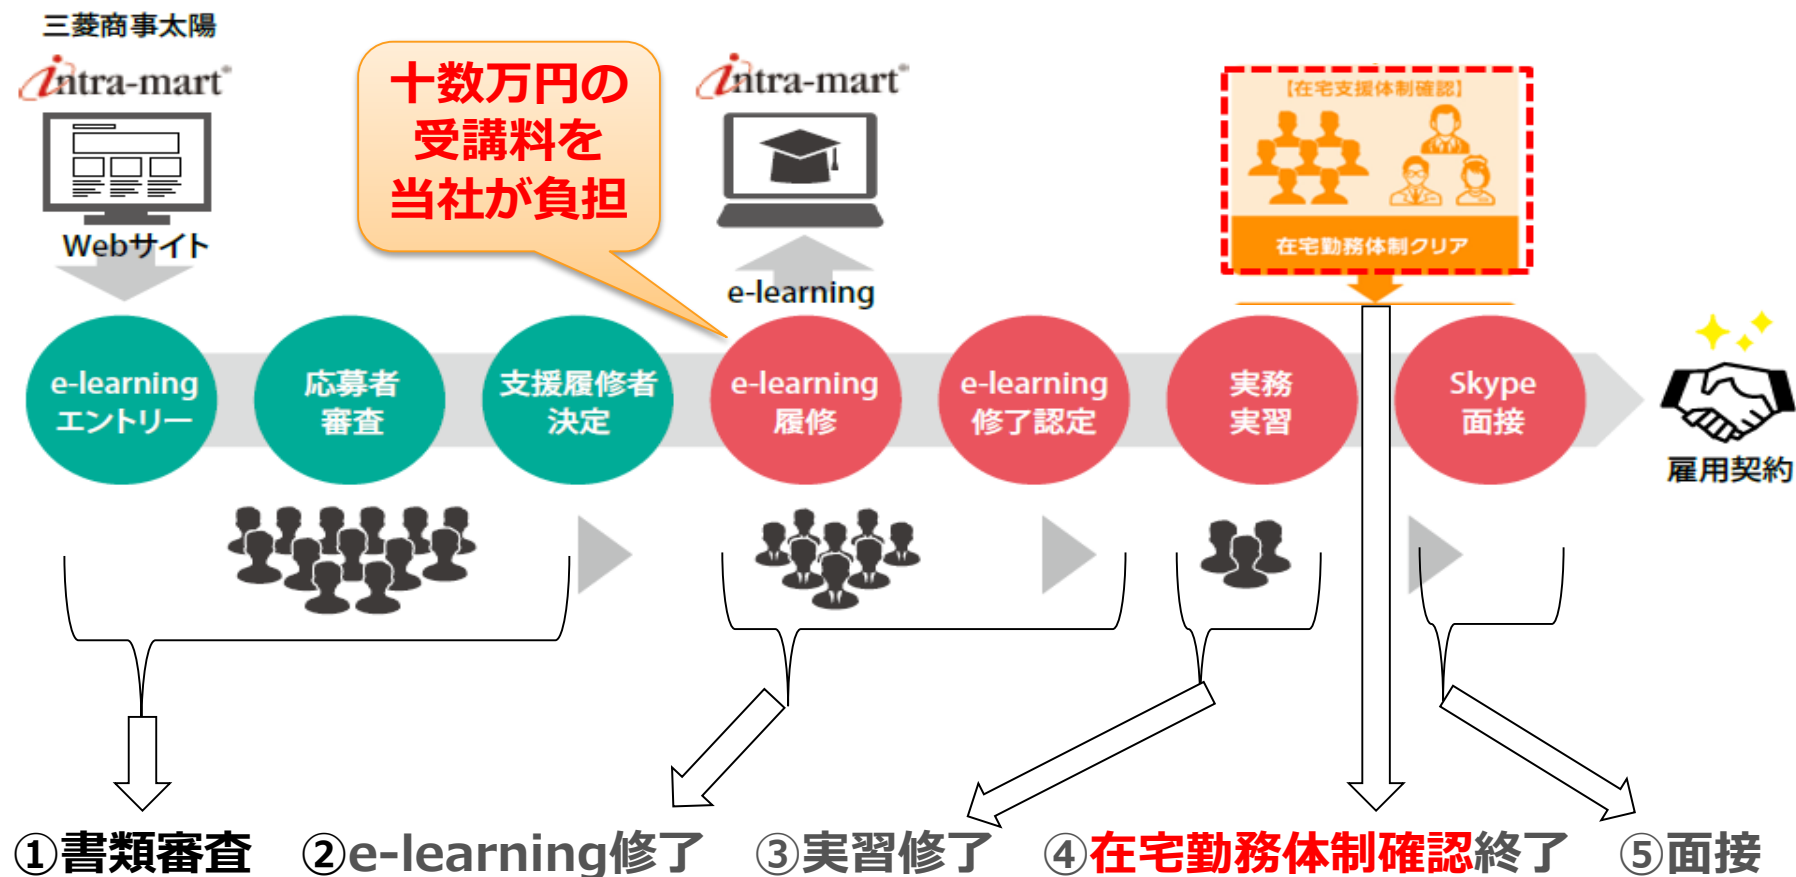 三菱商事太陽
intra-mart®
Webサイト
十数万円の
受講料を
当社が負担
intra-mart®
e-learning
【在宅支援体制確認】
在宅勤務体制クリア
e-learning
エントリー
応募者
審査
支援履修者
決定
e-learning
履修
e-learning
修了認定
実務
実習
Skype
面接
雇用契約
①書類審査 ②e-learning修了 ③実習修了 ④在宅勤務体制確認終了 ⑤面接